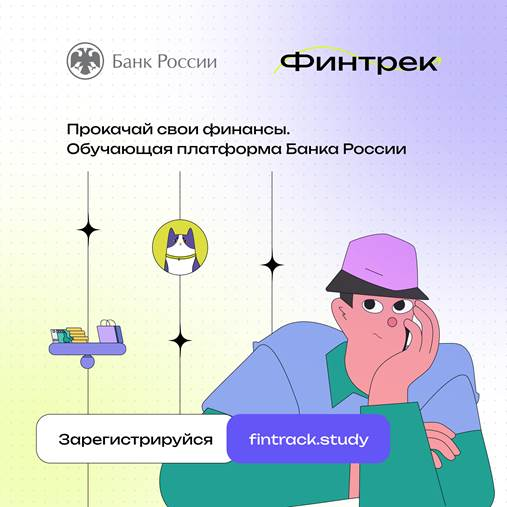 Банк России
Финтрек
Прокачай свои финансы.
Обучающая платформа Банка России
Зарегистрируйся
fintrack.study